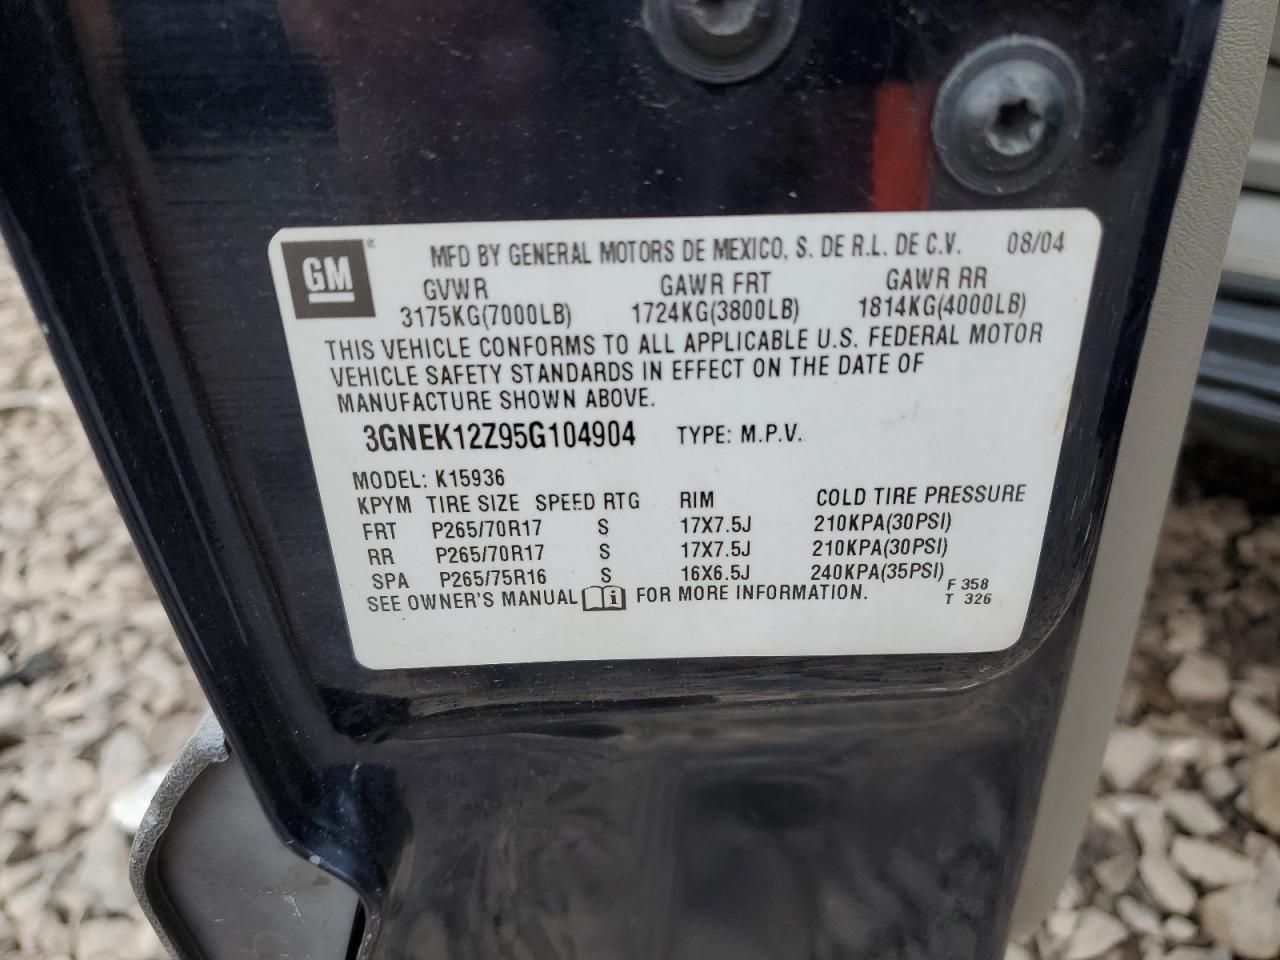 GM® MFD BY GENERAL MOTORS DE MEXICO, S. DE R.L. DE C.V. 08/04
GVWR GAWR FRT GAWR RR
3175KG(7000LB) 1724KG(3800LB) 1814KG(4000LB)
THIS VEHICLE CONFORMS TO ALL APPLICABLE U.S. FEDERAL MOTOR
VEHICLE SAFETY STANDARDS IN EFFECT ON THE DATE OF
MANUFACTURE SHOWN ABOVE.
3GNEK12Z95G104904 TYPE: M.P.V.
MODEL: K15936
KPYM TIRE SIZE SPEED RTG RIM COLD TIRE PRESSURE
FRT P265/70R17 S 17X7.5J 210KPA(30PSI)
RR P265/70R17 S 17X7.5J 210KPA(30PSI)
SPA P265/75R16 S 16X6.5J 240KPA(35PSI)
SEE OWNER'S MANUAL i FOR MORE INFORMATION.
F 358
T 326